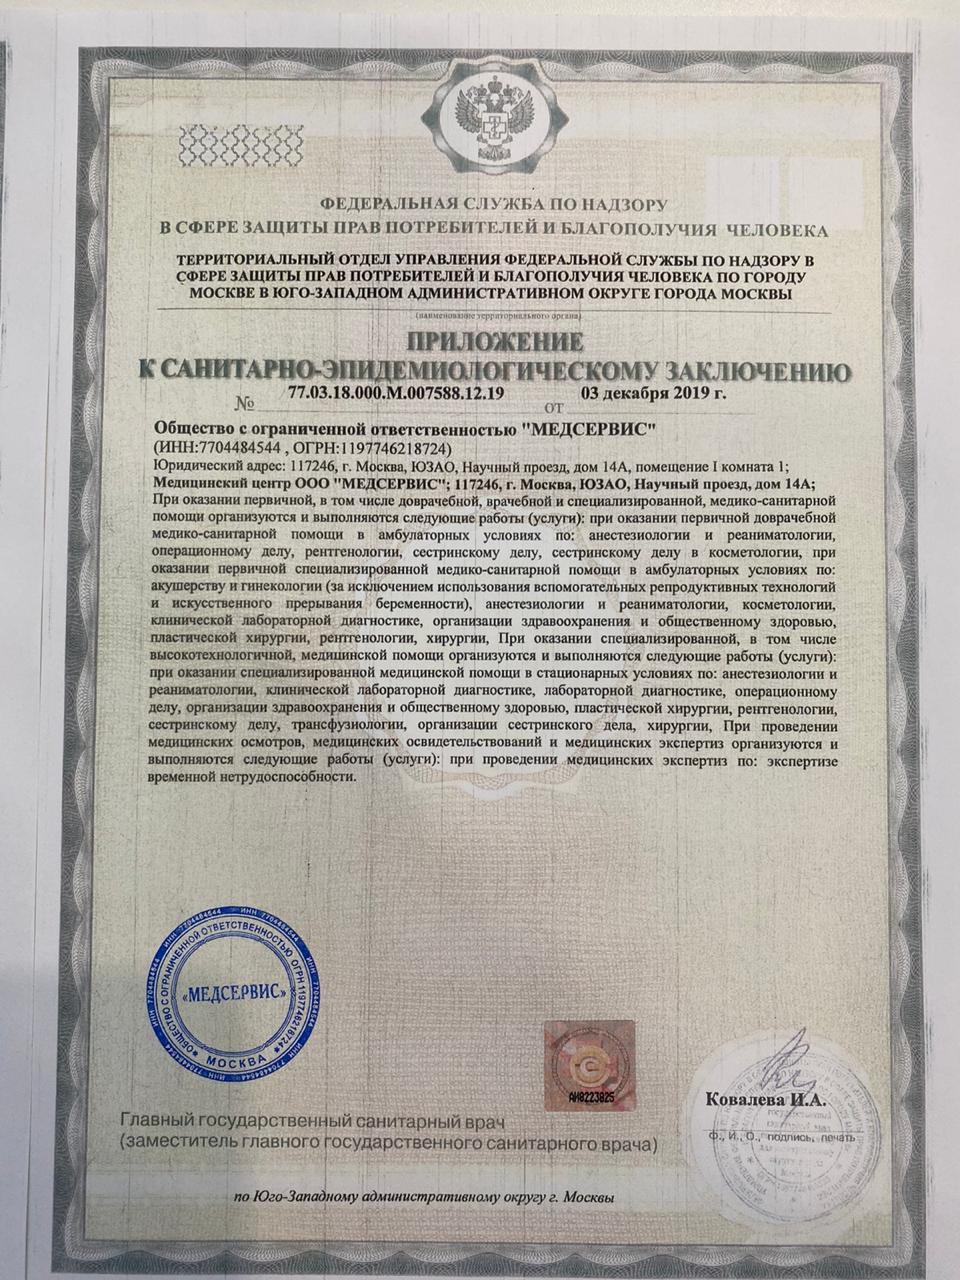 ФЕДЕРАЛЬНАЯ СЛУЖБА ПО НАДЗОРУ
В СФЕРЕ ЗАЩИТЫ ПРАВ ПОТРЕБИТЕЛЕЙ И БЛАГОПОЛУЧИЯ ЧЕЛОВЕКА
ТЕРРИТОРИАЛЬНЫЙ ОТДЕЛ УПРАВЛЕНИЯ ФЕДЕРАЛЬНОЙ СЛУЖБЫ ПО НАДЗОРУ В
СФЕРЕ ЗАЩИТЫ ПРАВ ПОТРЕБИТЕЛЕЙ И БЛАГОПОЛУЧИЯ ЧЕЛОВЕКА ПО ГОРОДУ
МОСКВЕ В ЮГО-ЗАПАДНОМ АДМИНИСТРАТИВНОМ ОКРУГЕ ГОРОДА МОСКВЫ
(наименование территориального органа)
ПРИЛОЖЕНИЕ
К САНИТАРНО-ЭПИДЕМИОЛОГИЧЕСКОМУ ЗАКЛЮЧЕНИЮ
№ 77.03.18.000.М.007588.12.19 от 03 декабря 2019 г.
Общество с ограниченной ответственностью "МЕДСЕРВИС"
(ИНН:7704484544 , ОГРН:1197746218724)
Юридический адрес: 117246, г. Москва, ЮЗАО, Научный проезд, дом 14А, помещение I комната 1;
Медицинский центр ООО "МЕДСЕРВИС"; 117246, г. Москва, ЮЗАО, Научный проезд, дом 14А;
При оказании первичной, в том числе доврачебной, врачебной и специализированной, медико-санитарной
помощи организуются и выполняются следующие работы (услуги): при оказании первичной доврачебной
медико-санитарной помощи в амбулаторных условиях по: анестезиологии и реаниматологии,
операционному делу, рентгенологии, сестринскому делу, сестринскому делу в косметологии, при
оказании первичной специализированной медико-санитарной помощи в амбулаторных условиях по:
акушерству и гинекологии (за исключением использования вспомогательных репродуктивных технологий
и искусственного прерывания беременности), анестезиологии и реаниматологии, косметологии,
клинической лабораторной диагностике, организации здравоохранения и общественному здоровью,
пластической хирургии, рентгенологии, хирургии, При оказании специализированной, в том числе
высокотехнологичной, медицинской помощи организуются и выполняются следующие работы (услуги):
при оказании специализированной медицинской помощи в стационарных условиях по: анестезиологии и
реаниматологии, клинической лабораторной диагностике, лабораторной диагностике, операционному
делу, организации здравоохранения и общественному здоровью, пластической хирургии, рентгенологии,
сестринскому делу, трансфузиологии, организации сестринского дела, хирургии, При проведении
медицинских осмотров, медицинских освидетельствований и медицинских экспертиз организуются и
выполняются следующие работы (услуги): при проведении медицинских экспертиз по: экспертизе
временной нетрудоспособности.
ИНН 7704484544
ОБЩЕСТВО С ОГРАНИЧЕННОЙ ОТВЕТСТВЕННОСТЬЮ ОГРН 1197746218724
«МЕДСЕРВИС»
МОСКВА
АИ8223825
Ковалева И.А.
Ф., И., О., подпись, печать
Главный государственный санитарный врач
(заместитель главного государственного санитарного врача)
по Юго-Западному административному округу г. Москвы